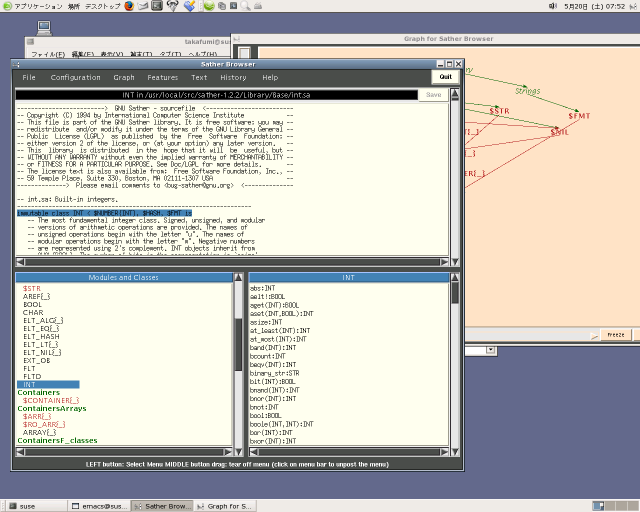 アプリケーション 場所 デスクトップ
5月20日 (土) 07:52
takafumi@su
ファイル(F) 編集(E) 表示(V) 端末(T) タブ(T) ヘルプ(H)
Graph for Sather Browser
Strings
$STR
$FMT
$NIL
Freeze
Sather Browser
File Configuration Graph Features Text History Help
Quit
INT in /usr/local/src/sather-1.2.2/Library/Base/int.sa
Save
-------------------> GNU Sather - sourcefile <-------------------
-- Copyright (C) 1994 by International Computer Science Institute --
-- This file is part of the GNU Sather library. It is free software; you may --
-- redistribute and/or modify it under the terms of the GNU Library General --
-- Public License (LGPL) as published by the Free Software Foundation; --
-- either version 2 of the license, or (at your option) any later version. --
-- This library is distributed in the hope that it will be useful, but --
-- WITHOUT ANY WARRANTY without even the implied warranty of MERCHANTABILITY --
-- or FITNESS FOR A PARTICULAR PURPOSE. See Doc/LGPL for more details. --
-- The license text is also available from: Free Software Foundation, Inc., --
-- 59 Temple Place, Suite 330, Boston, MA 02111-1307 USA --
-----------> Please email comments to <bug-sather@gnu.org> <-----------
-- int.sa: Built-in integers.
immutable class INT < $NUMBER{INT}, $HASH, $FMT is
-- The most fundamental integer class. Signed, unsigned, and modular
-- versions of arithmetic operations are provided. The names of
-- unsigned operations begin with the letter "u". The names of
-- modular operations begin with the letter "m". Negative numbers
-- are represented using 2's complement. INT objects inherit from
Modules and Classes
$STR
AREF{_}
BOOL
CHAR
ELT_ALG{_}
ELT_EQ{_}
ELT_HASH
ELT_LT{_}
ELT_NIL{_}
EXT_OB
FLT
FLTD
INT
Containers
$CONTAINER{_}
ContainersArrays
$ARR{_}
$RO_ARR{_}
ARRAY{_}
ContainersF_classes
INT
abs:INT
aelt!:BOOL
aget(INT):BOOL
aset(INT,BOOL):INT
asize:INT
at_least(INT):INT
at_most(INT):INT
band(INT):INT
bcount:INT
beqv(INT):INT
binary_str:STR
bit(INT):BOOL
bnand(INT):INT
bnor(INT):INT
bnot:INT
bool:BOOL
boole(INT,INT):INT
bor(INT):INT
bxor(INT):INT
LEFT button: Select Menu MIDDLE button drag: tear off menu (click on menu bar to unpost the menu)
suse
emacs@sus...
Sather Brow...
Graph for S...